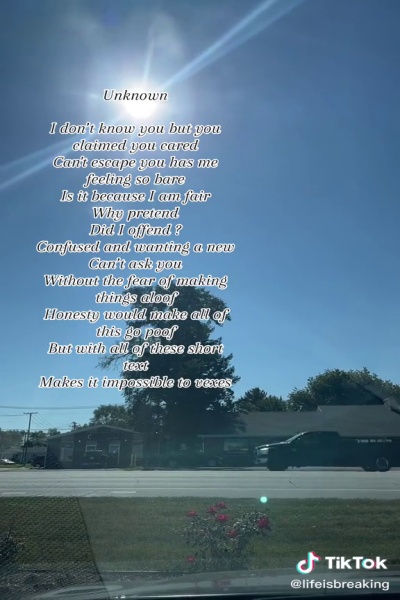 Unknown
I don't know you but you
claimed you cared
Can't escape you has me
feeling so bare
Is it because I am fair
Why pretend
Did I offend ?
Confused and wanting a new
Can't ask you
Without the fear of making
things aloof
Honesty would make all of
this go poof
But with all of these short
text
Makes it impossible to vexes
TikTok
@lifeisbreaking